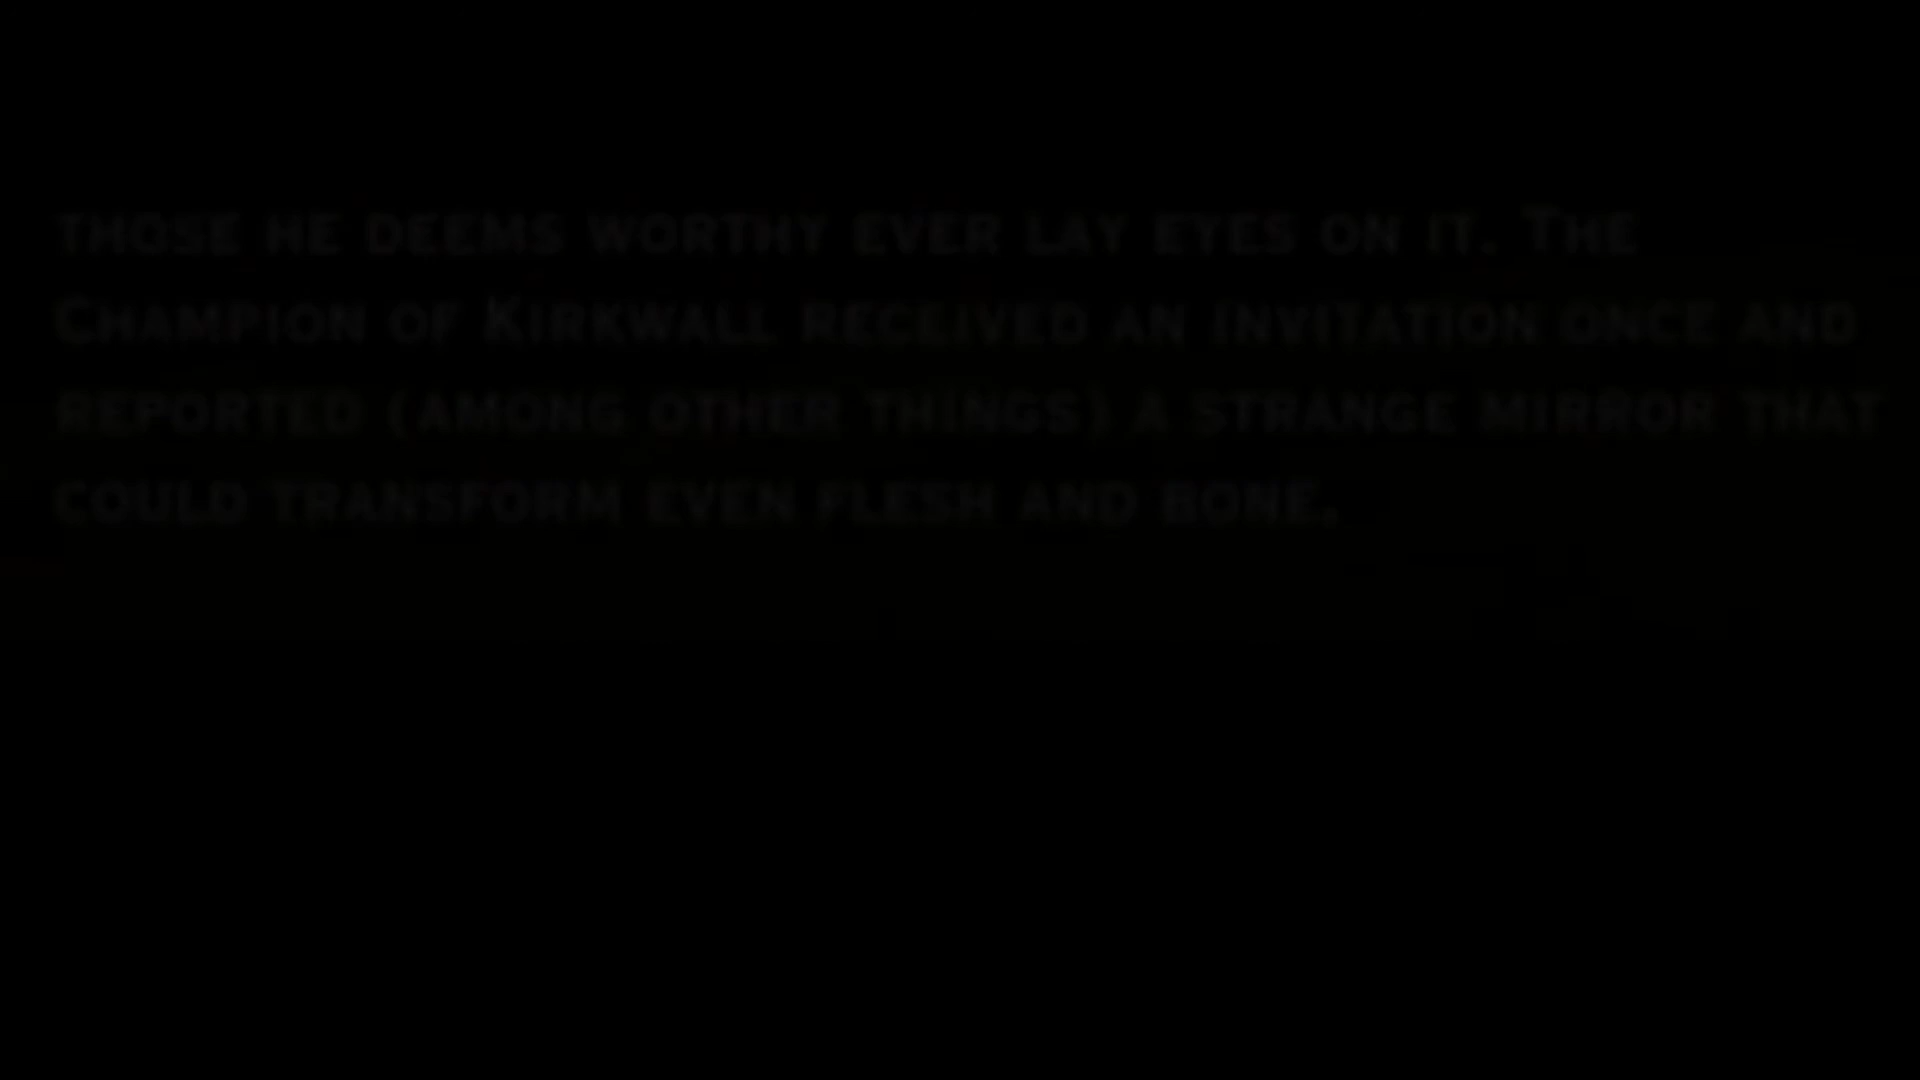 THOSE HE DEEMS WORTHY EVER LAY EYES ON IT. THE
CHAMPION OF KIRKWALL RECEIVED AN INVITATION ONCE AND
REPORTED (AMONG OTHER THINGS) A STRANGE MIRROR THAT
COULD TRANSFORM EVEN FLESH AND BONE.